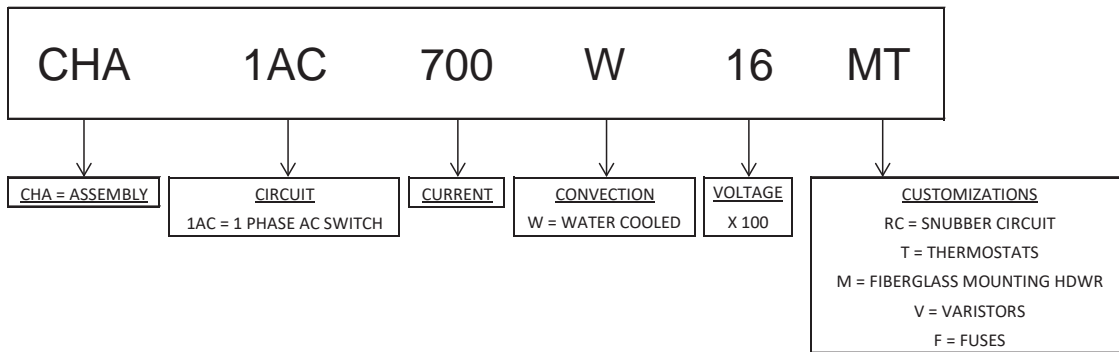 CHA 1AC 700 W 16 MT
CHA = ASSEMBLY
CIRCUIT
1AC = 1 PHASE AC SWITCH
CURRENT
CONVECTION
W = WATER COOLED
VOLTAGE
X 100
CUSTOMIZATIONS
RC = SNUBBER CIRCUIT
T = THERMOSTATS
M = FIBERGLASS MOUNTING HDWR
V = VARISTORS
F = FUSES